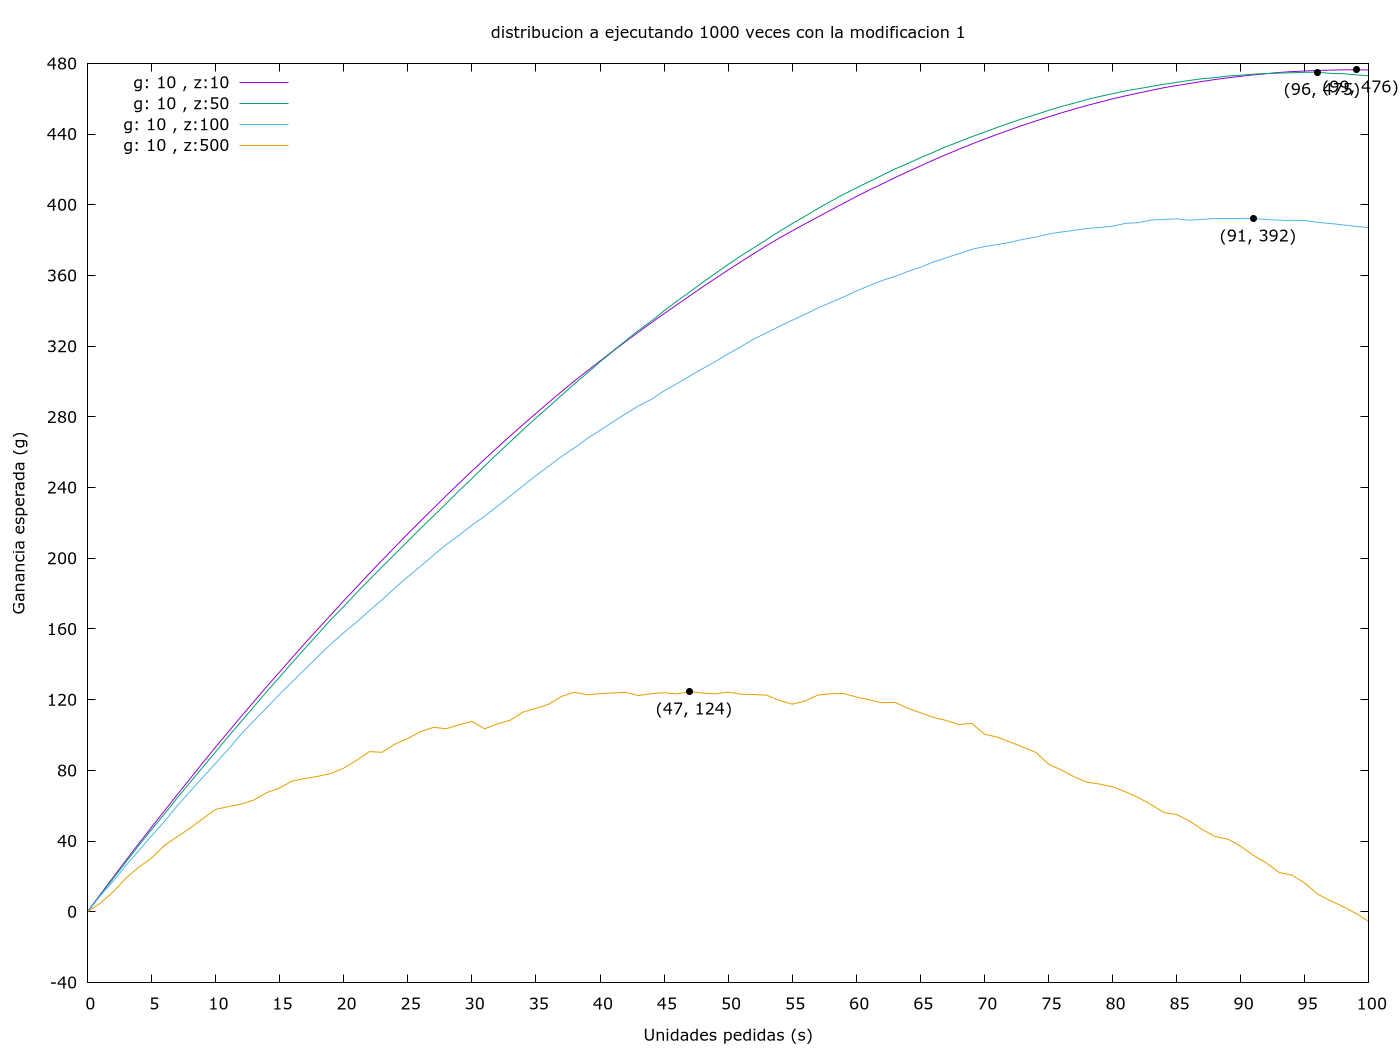 distribucion a ejecutando 1000 veces con la modificacion 1
480
440
400
360
320
280
240
200
160
120
80
40
0
-40
Ganancia esperada (g)
g: 10 , z:10
g: 10 , z:50
g: 10 , z:100
g: 10 , z:500
(96, 475)
(99, 476)
(91, 392)
(47, 124)
0 5 10 15 20 25 30 35 40 45 50 55 60 65 70 75 80 85 90 95 100
Unidades pedidas (s)